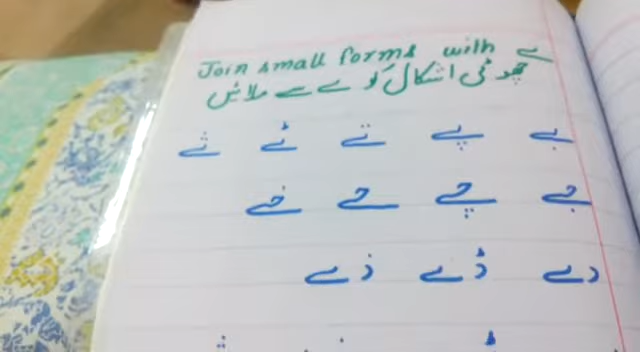 Join small forms with ے
چھوٹی اشکال کو ے سے ملائیں
بے پے تے ٹے ثے
جے چے حے خے
دے ڈے ذے